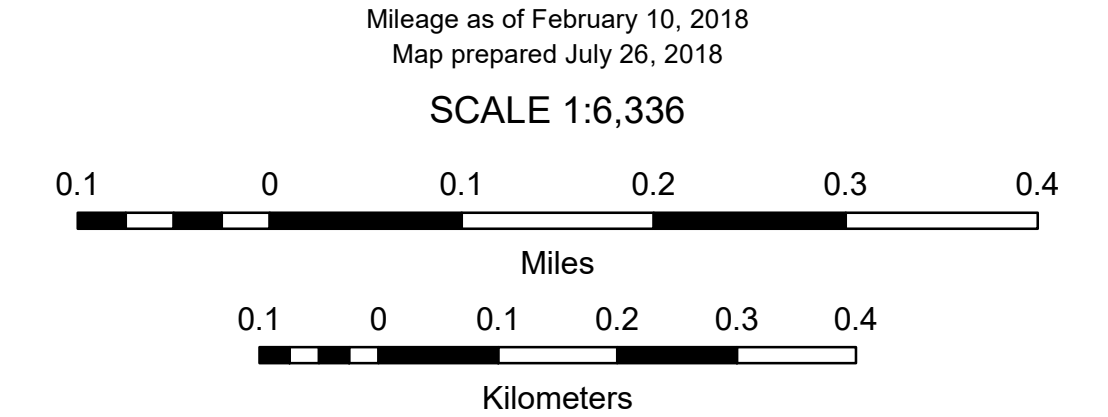 Mileage as of February 10, 2018
Map prepared July 26, 2018
SCALE 1:6,336
0.1 0 0.1 0.2 0.3 0.4
Miles
0.1 0 0.1 0.2 0.3 0.4
Kilometers